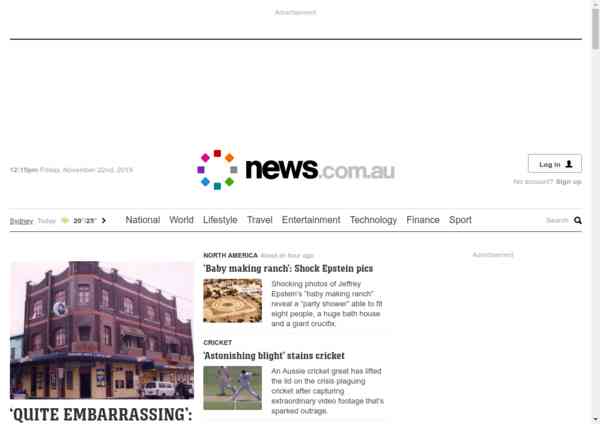 Advertisement
12:15pm Friday, November 22nd, 2019
news.com.au
Log in
No account? Sign up
Sydney Today 20°/25°
National World Lifestyle Travel Entertainment Technology Finance Sport
Search
NORTH AMERICA About an hour ago
'Baby making ranch': Shock Epstein pics
Shocking photos of Jeffrey
Epstein's "baby making ranch"
reveal a "party shower" able to fit
eight people, a huge bath house
and a giant crucifix.
Advertisement
CRICKET
'Astonishing blight' stains cricket
An Aussie cricket great has lifted
the lid on the crisis plaguing
cricket after capturing
extraordinary video footage that's
sparked outrage.
'QUITE EMBARRASSING':